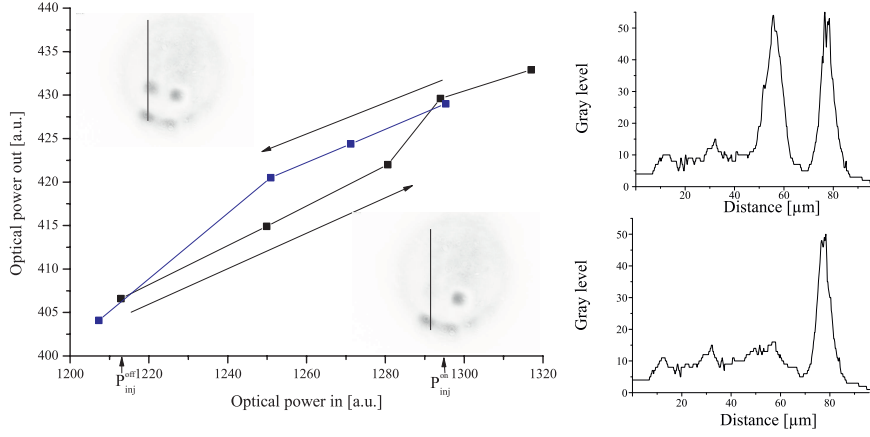 440
435
430
425
420
415
410
405
400
Optical power out [a.u.]
1200 1220 1240 1260 1280 1300 1320
P off inj
P on inj
Optical power in [a.u.]
50
40
30
20
10
0
Gray level
20 40 60 80
Distance [µm]
50
40
30
20
10
0
Gray level
20 40 60 80
Distance [µm]